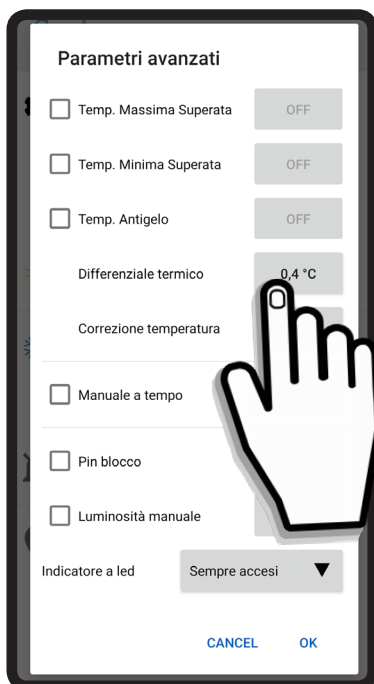 Parametri avanzati
Temp. Massima Superata OFF
Temp. Minima Superata OFF
Temp. Antigelo OFF
Differenziale termico 0,4 °C
Correzione temperatura
Manuale a tempo
Pin blocco
Luminosità manuale
Indicatore a led Sempre accesi
CANCEL OK